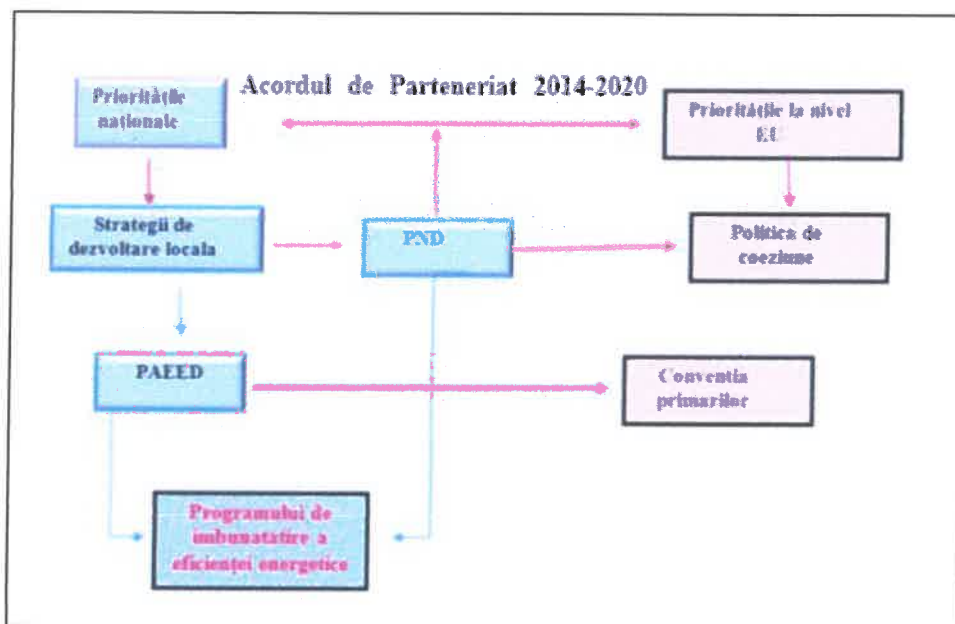 Acordul de Parteneriat 2014-2020
Prioritățile
naționale
Prioritățile la nivel
EU
Strategii de
dezvoltare locala
PND
Politica de
coeziune
PAEED
Conventia
primarilor
Programului de
imbunatatire a
eficienței energetice